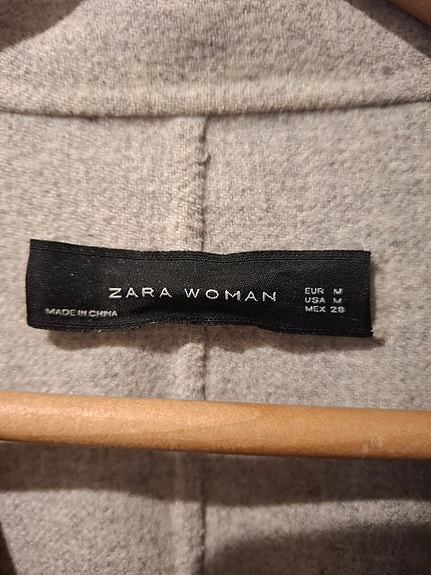 ZARA WOMAN
EUR M
USA M
MEX 28
MADE IN CHINA